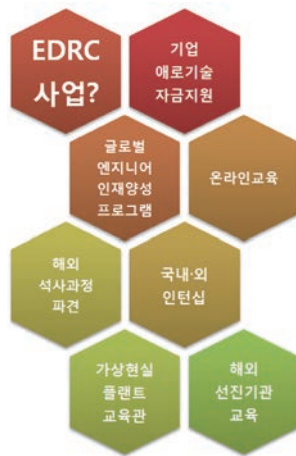 EDRC
사업?
기업
애로기술
자금지원
글로벌
엔지니어
인재양성
프로그램
온라인교육
해외
석사과정
파견
국내·외
인턴십
가상현실
플랜트
교육관
해외
선진기관
교육